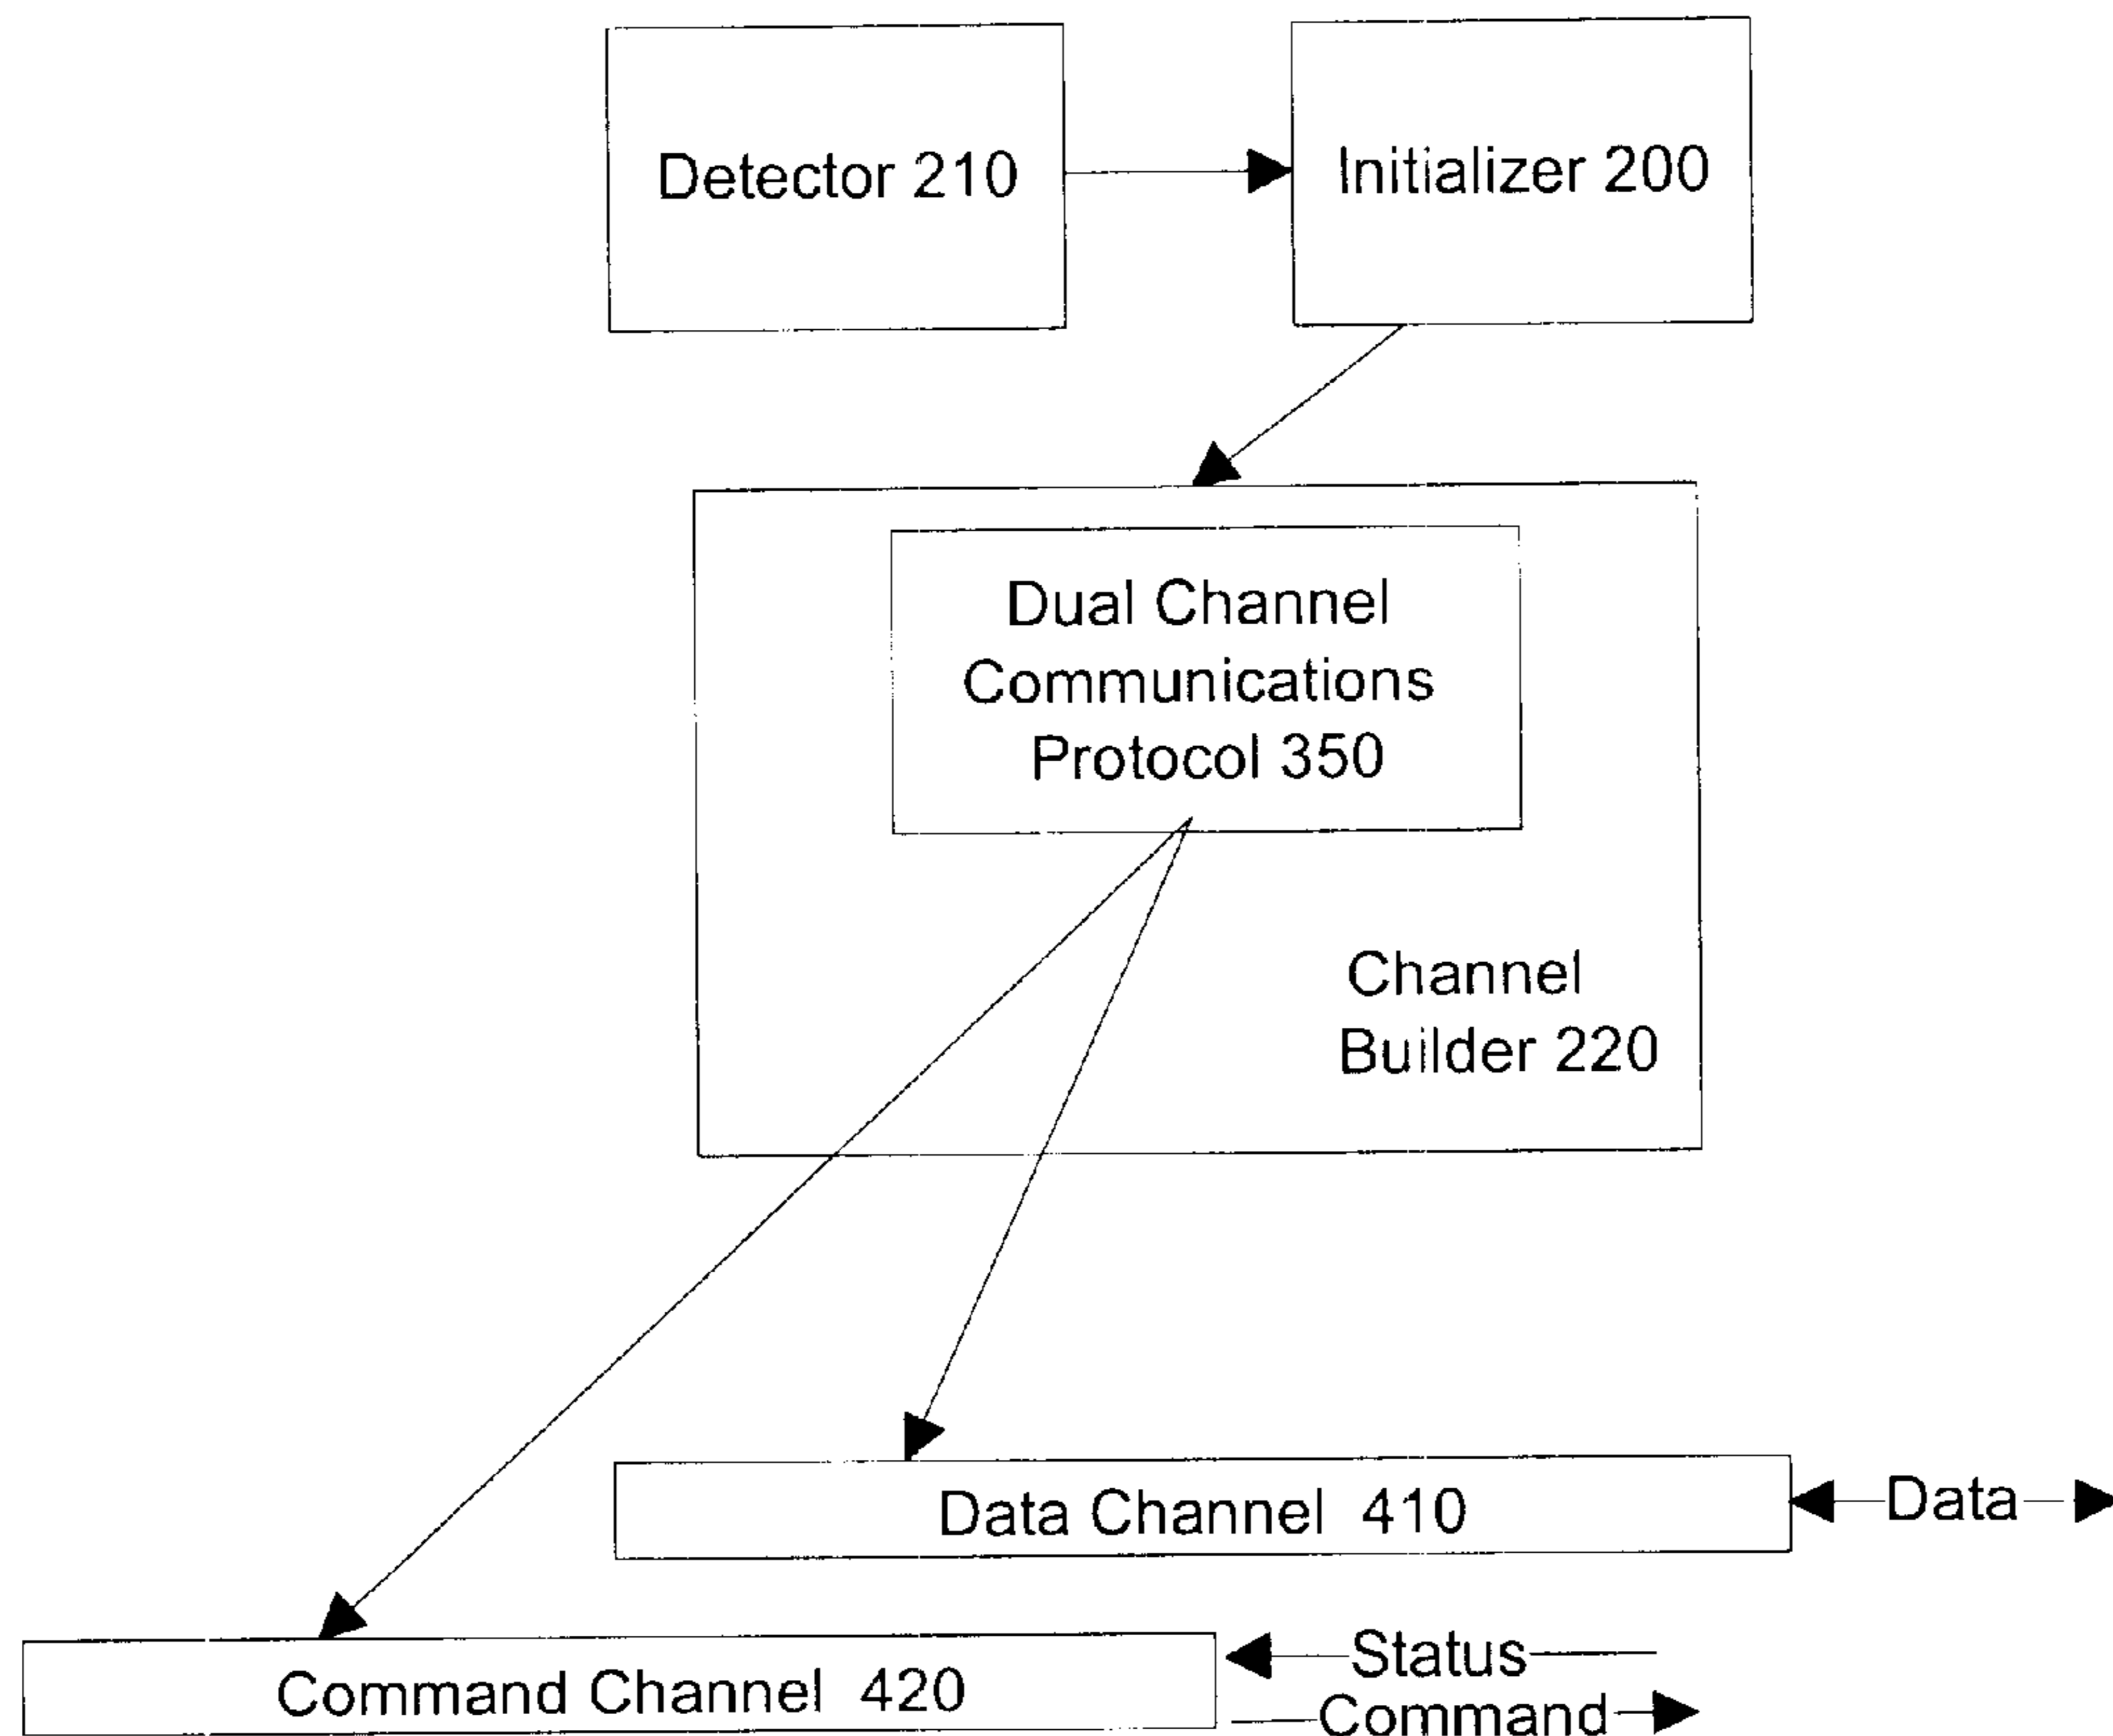 Detector 210
Initializer 200
Dual Channel
Communications
Protocol 350
Channel
Builder 220
Data Channel 410
Data
Command Channel 420
Status
Command